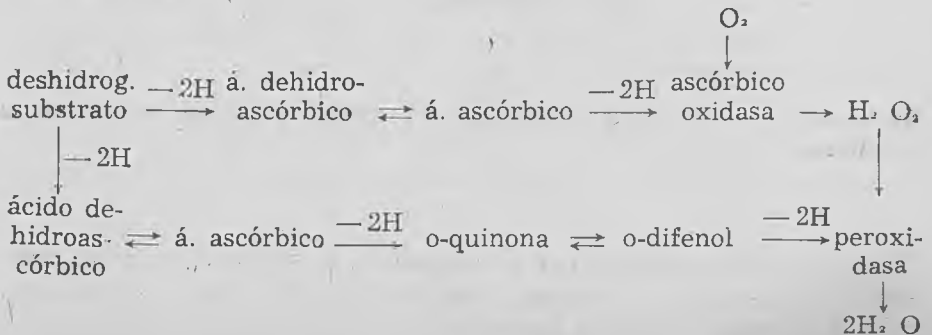 O₂
deshidrog. — 2H á. dehidro- — 2H ascórbico
substrato ⟶ ascórbico ⇄ á. ascórbico ⟶ oxidasa → H₂ O₂
— 2H
ácido de- — 2H — 2H
hidroas- ⇄ á. ascórbico ⟶ o-quinona ⇄ o-difenol ⟶ peroxi-
córbico dasa
2H₂ O